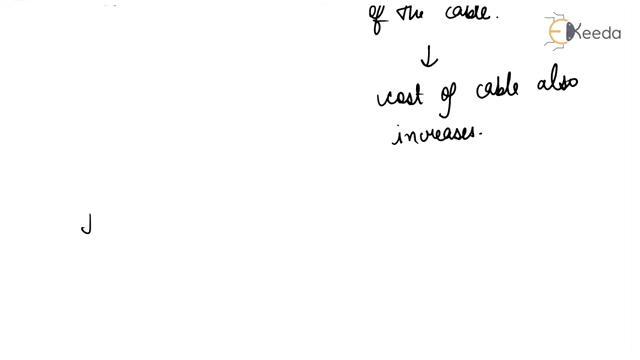 of the cable.
↓
cost of cable also
increases.
Keeda